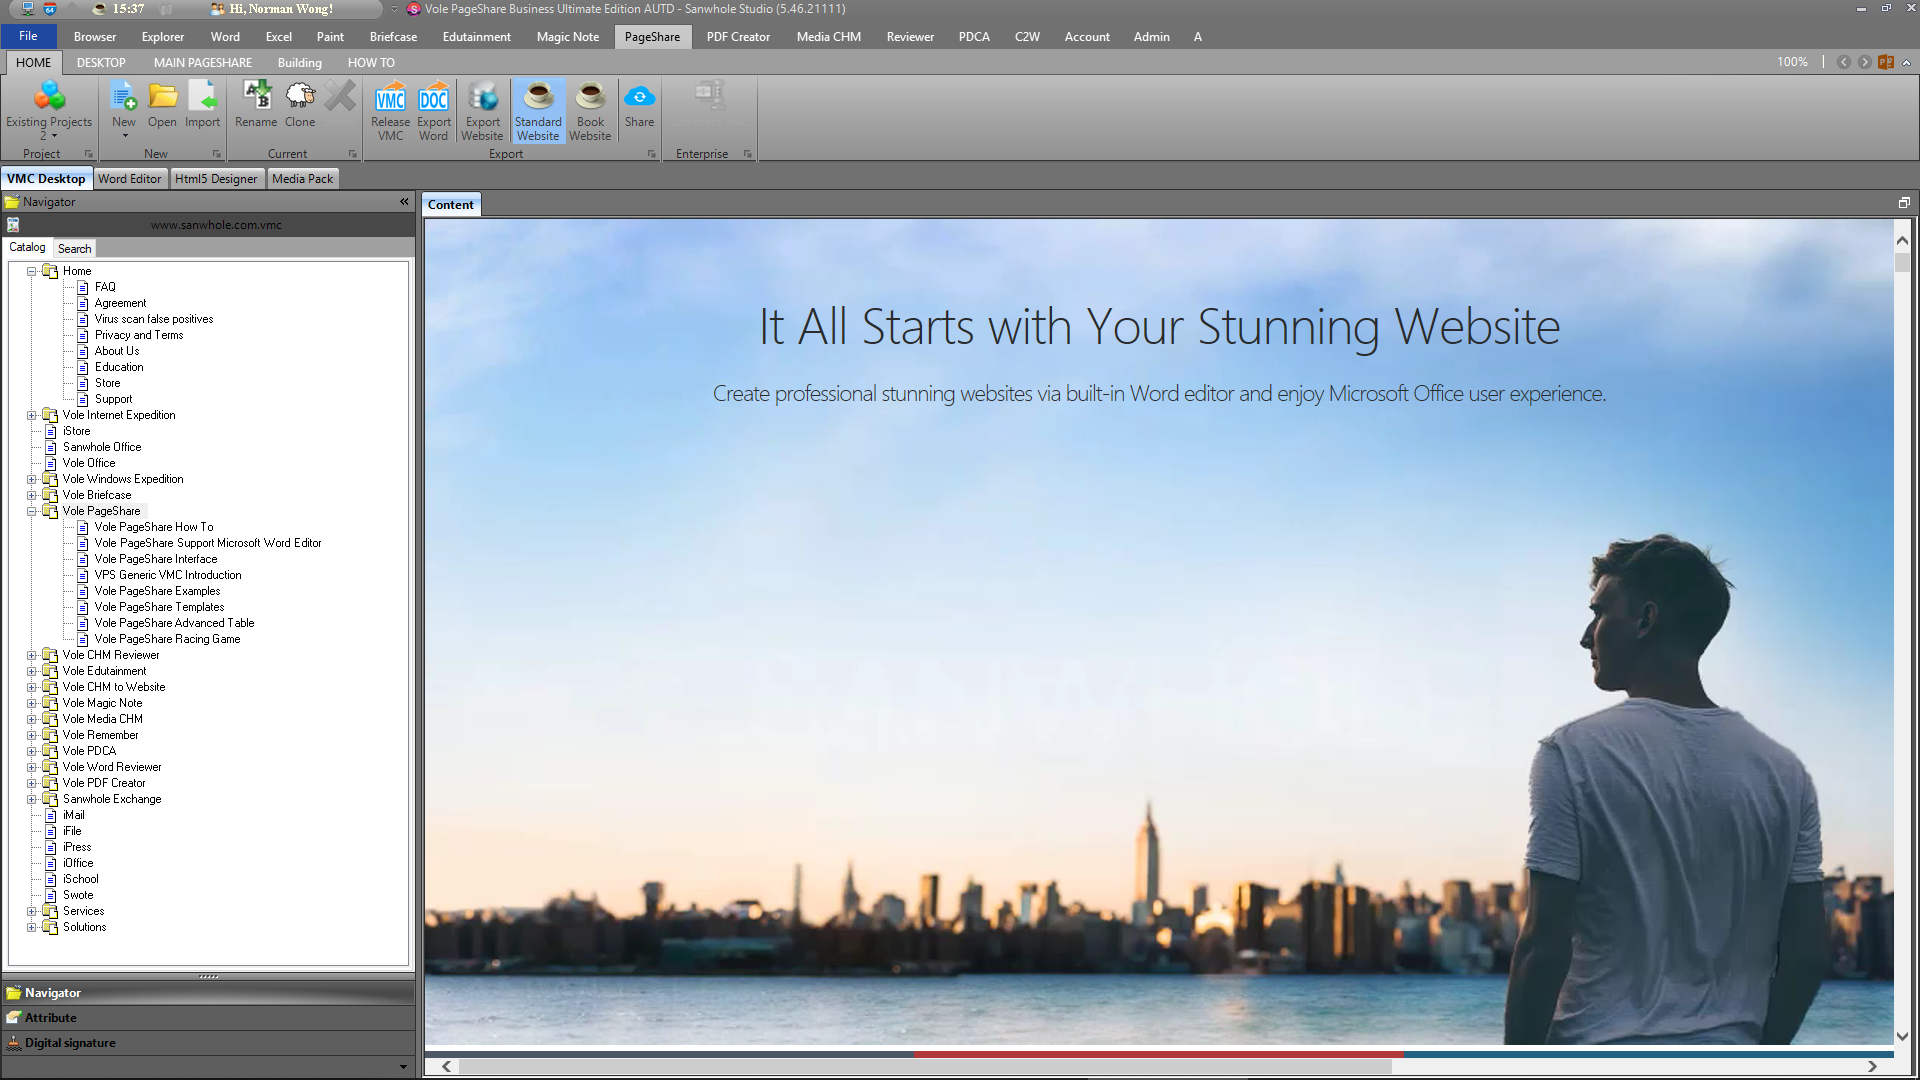 15:37
Hi, Norman Wong!
Vole PageShare Business Ultimate Edition AUTD - Sanwhole Studio (5.46.21111)
File Browser Explorer Word Excel Paint Briefcase Edutainment Magic Note PageShare PDF Creator Media CHM Reviewer PDCA C2W Account Admin A
HOME DESKTOP MAIN PAGESHARE Building HOW TO
100%
Existing Projects
2
New
Open
Import
Rename
Clone
Release
VMC
Export
Word
Export
Website
Standard
Website
Book
Website
Share
Project New Current Export Enterprise
VMC Desktop Word Editor Html5 Designer Media Pack
Navigator
www.sanwhole.com.vmc
Catalog Search
Home
FAQ
Agreement
Virus scan false positives
Privacy and Terms
About Us
Education
Store
Support
Vole Internet Expedition
iStore
Sanwhole Office
Vole Office
Vole Windows Expedition
Vole Briefcase
Vole PageShare
Vole PageShare How To
Vole PageShare Support Microsoft Word Editor
Vole PageShare Interface
VPS Generic VMC Introduction
Vole PageShare Examples
Vole PageShare Templates
Vole PageShare Advanced Table
Vole PageShare Racing Game
Vole CHM Reviewer
Vole Edutainment
Vole CHM to Website
Vole Magic Note
Vole Media CHM
Vole Remember
Vole PDCA
Vole Word Reviewer
Vole PDF Creator
Sanwhole Exchange
iMail
iFile
iPress
iOffice
iSchool
Swote
Services
Solutions
Navigator
Attribute
Digital signature
Content
It All Starts with Your Stunning Website
Create professional stunning websites via built-in Word editor and enjoy Microsoft Office user experience.